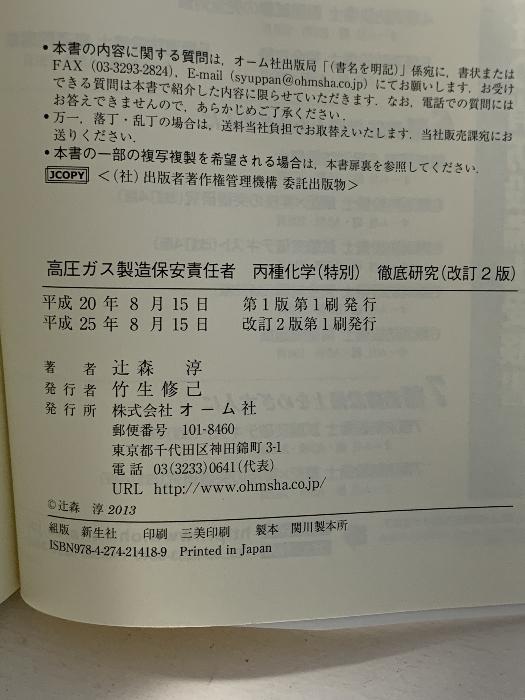 • 本書の内容に関する質問は，オーム社出版局「（書名を明記）」係宛に，書状または
FAX（03-3293-2824），E-mail（syuppan@ohmsha.co.jp）にてお願いします．お受け
できる質問は本書で紹介した内容に限らせていただきます．なお，電話での質問には
お答えできませんので，あらかじめご了承ください．
• 万一，落丁・乱丁の場合は，送料当社負担でお取替えいたします．当社販売課宛にお
送りください．
• 本書の一部の複写複製を希望される場合は，本書扉裏を参照してください．
JCOPY ＜（社）出版者著作権管理機構 委託出版物＞
高圧ガス製造保安責任者 丙種化学（特別） 徹底研究（改訂２版）
平成 20 年 8 月 15 日 第１版第１刷発行
平成 25 年 8 月 15 日 改訂２版第１刷発行
著 者 辻森 淳
発行者 竹生修己
発行所 株式会社 オーム社
郵便番号 101-8460
東京都千代田区神田錦町 3-1
電話 03(3233)0641(代表)
URL http://www.ohmsha.co.jp/
© 辻森 淳 2013
組版 新生社 印刷 三美印刷 製本 関川製本所
ISBN978-4-274-21418-9 Printed in Japan